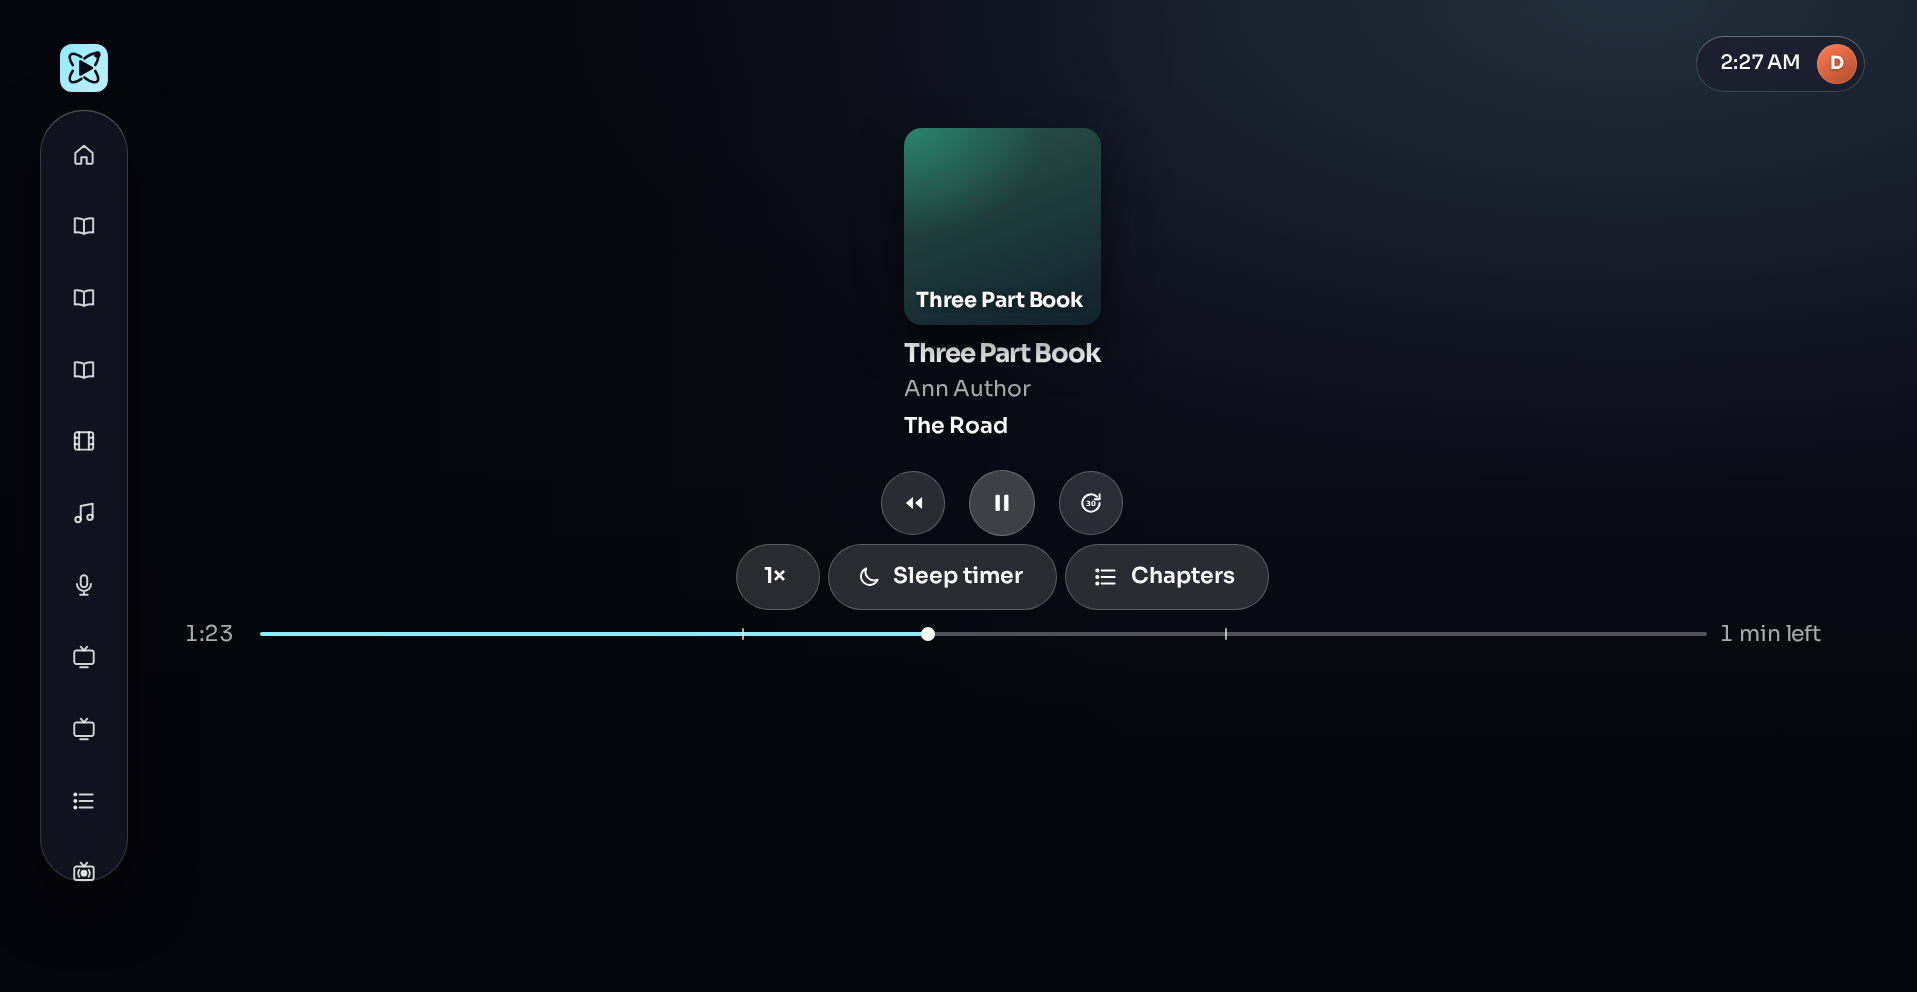 2:27 AM
D
Three Part Book
Three Part Book
Ann Author
The Road
30
1×
Sleep timer
Chapters
1:23
1 min left